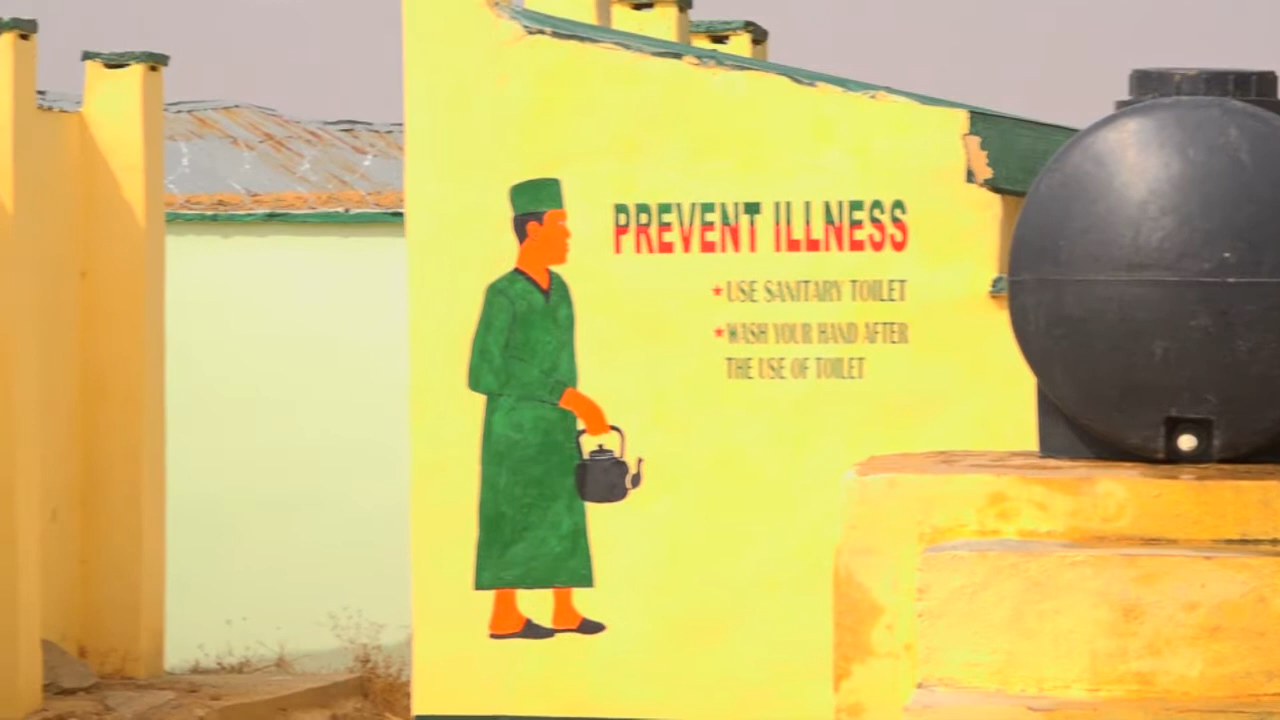 PREVENT ILLNESS
*USE SANITARY TOILET
*WASH YOUR HAND AFTER
THE USE OF TOILET